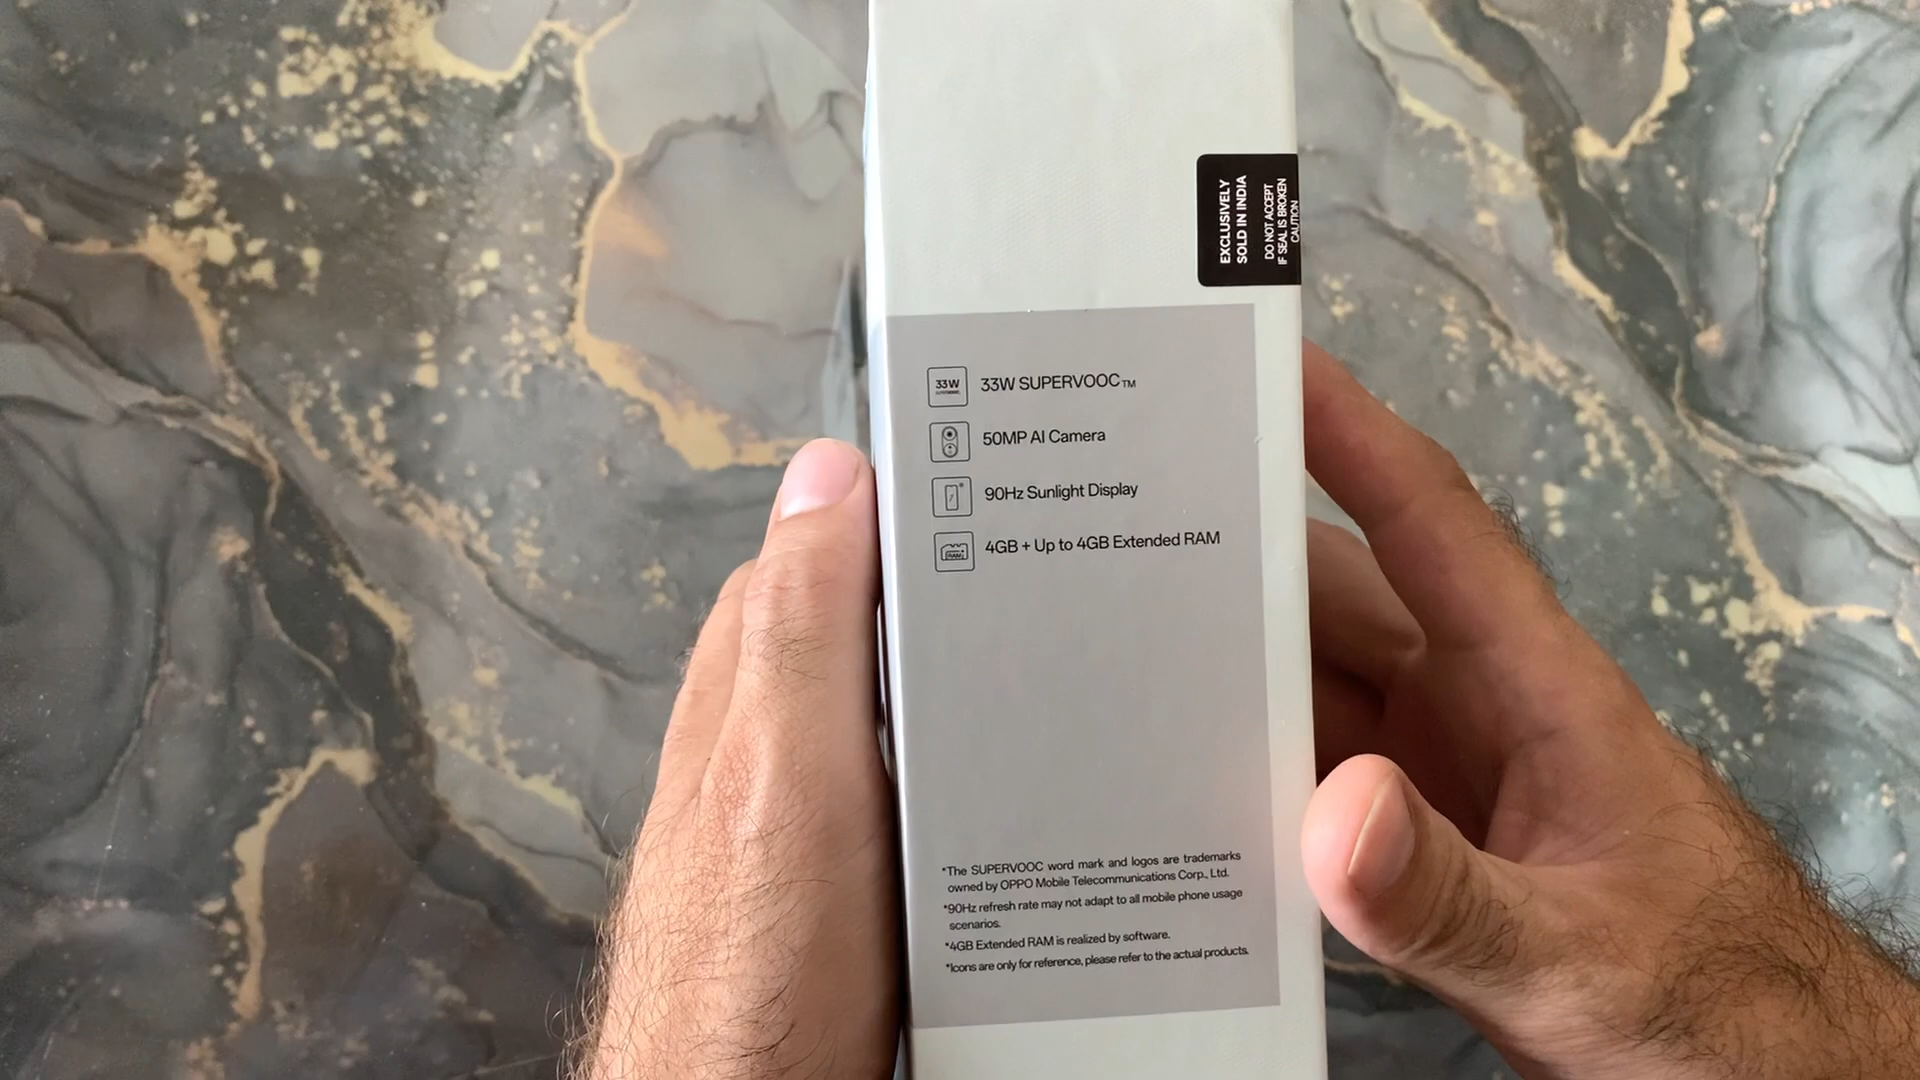 EXCLUSIVELY
SOLD IN INDIA
DO NOT ACCEPT
IF SEAL IS BROKEN
CAUTION
33W
33W SUPERVOOC™
50MP AI Camera
90Hz Sunlight Display
RAM
4GB + Up to 4GB Extended RAM
*The SUPERVOOC word mark and logos are trademarks
owned by OPPO Mobile Telecommunications Corp., Ltd.
*90Hz refresh rate may not adapt to all mobile phone usage
scenarios.
*4GB Extended RAM is realized by software.
*Icons are only for reference, please refer to the actual products.